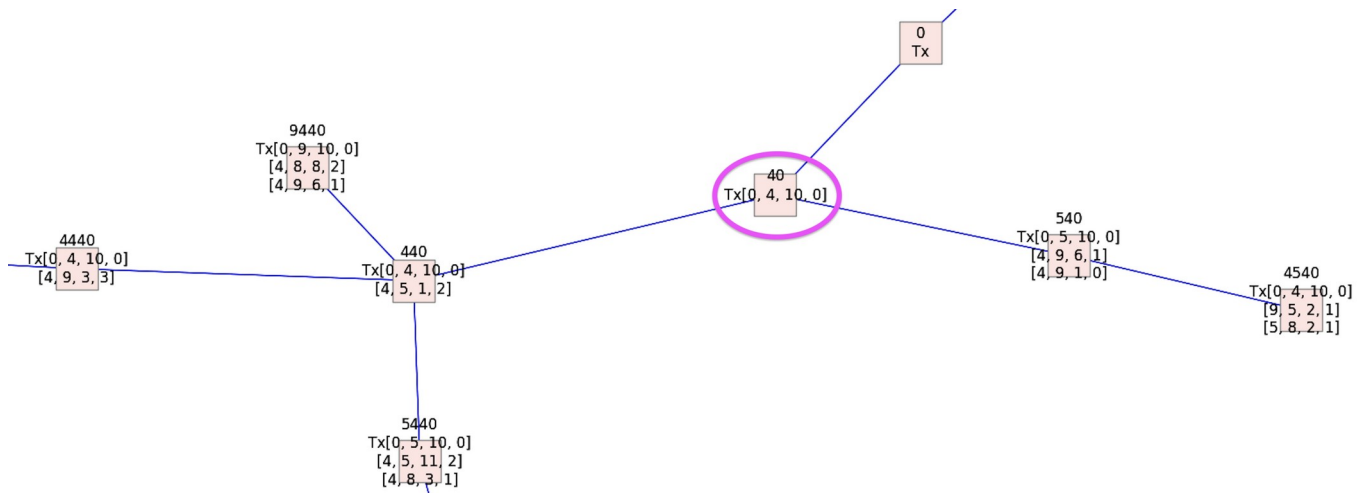 0
Tx
9440
Tx[0, 9, 10, 0]
[4, 8, 8, 2]
[4, 9, 6, 1]
40
Tx[0, 4, 10, 0]
540
Tx[0, 5, 10, 0]
[4, 9, 6, 1]
[4, 9, 1, 0]
4440
Tx[0, 4, 10, 0]
[4, 9, 3, 3]
440
Tx[0, 4, 10, 0]
[4, 5, 1, 2]
4540
Tx[0, 4, 10, 0]
[9, 5, 2, 1]
[5, 8, 2, 1]
5440
Tx[0, 5, 10, 0]
[4, 5, 11, 2]
[4, 8, 3, 1]